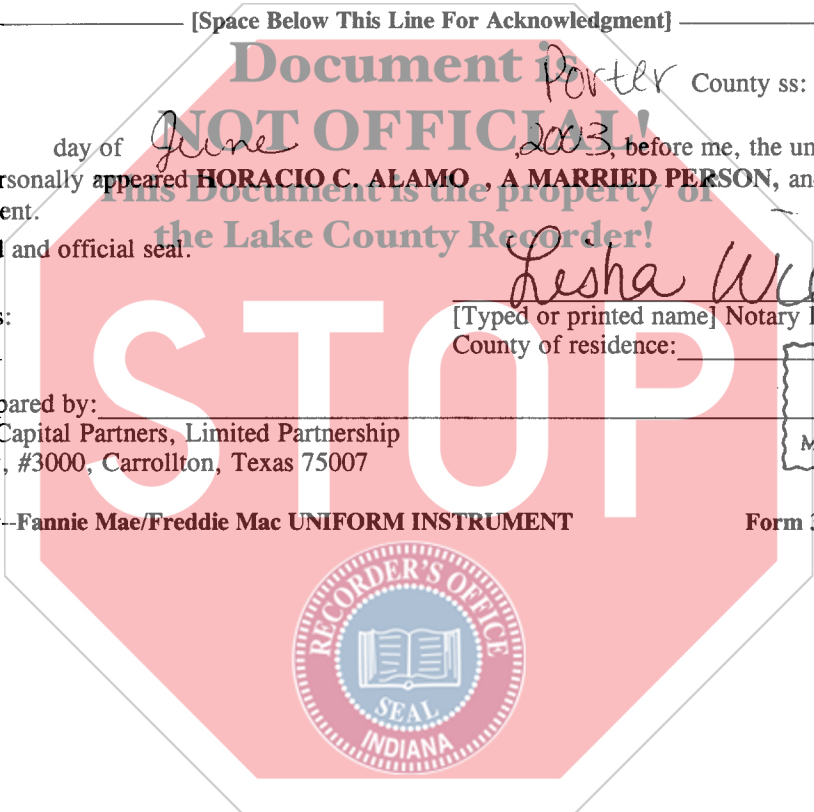 [Space Below This Line For Acknowledgment]
Document is
Porter County ss:
NOT OFFICIAL!
day of June ,2003, before me, the un
rsonally appeared HORACIO C. ALAMO , A MARRIED PERSON, an
This Document is the property of
ent.
the Lake County Recorder!
l and official seal.
Lisha
s:
[Typed or printed name] Notary
County of residence:
STOP
pared by:
Capital Partners, Limited Partnership
, #3000, Carrollton, Texas 75007
M
--Fannie Mae/Freddie Mac UNIFORM INSTRUMENT Form 3
RECORDER'S OFFICE
SEAL
INDIANA